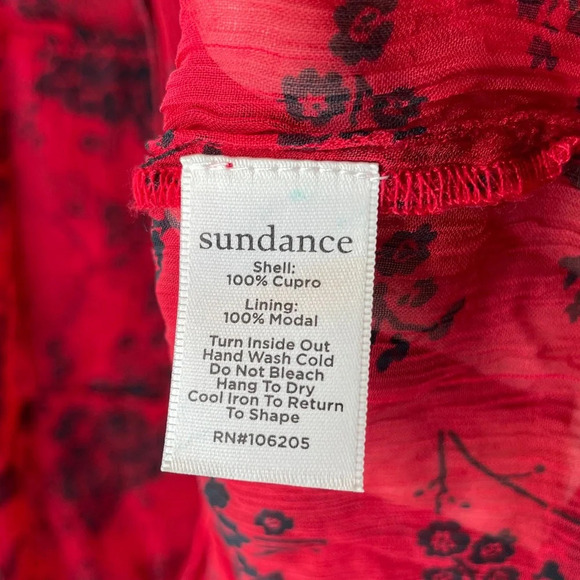 sundance
Shell:
100% Cupro
Lining:
100% Modal
Turn Inside Out
Hand Wash Cold
Do Not Bleach
Hang To Dry
Cool Iron To Return
To Shape
RN#106205